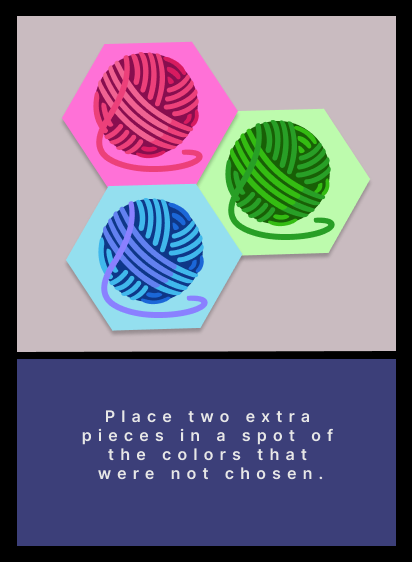 Place two extra
pieces in a spot of
the colors that
were not chosen.